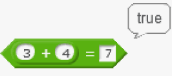 true
3 + 4 = 7